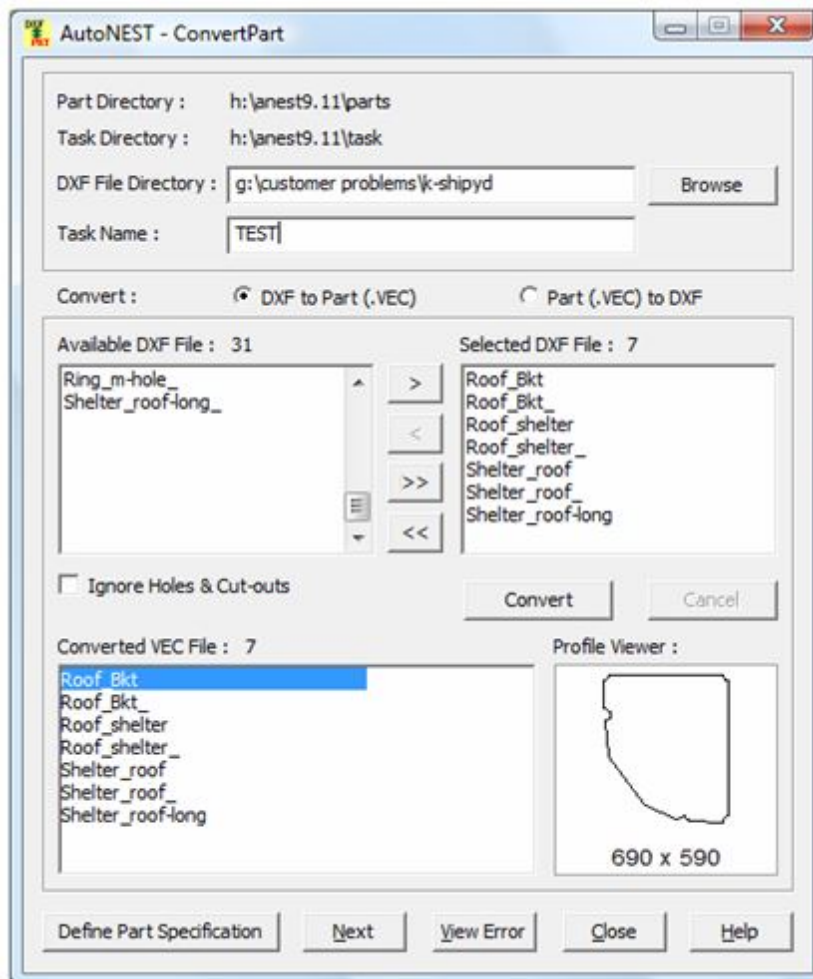 DXF
AutoNEST - ConvertPart
Part Directory : h:\anest9.11\parts
Task Directory : h:\anest9.11\task
DXF File Directory : g:\customer problems\k-shipyd Browse
Task Name : TEST
Convert : DXF to Part (.VEC) Part (.VEC) to DXF
Available DXF File : 31 Selected DXF File : 7
Ring_m-hole_
Shelter_roof-long_
>
<
>>
<<
Roof_Bkt
Roof_Bkt_
Roof_shelter
Roof_shelter_
Shelter_roof
Shelter_roof_
Shelter_roof-long
Ignore Holes & Cut-outs
Convert Cancel
Converted VEC File : 7 Profile Viewer :
Roof_Bkt
Roof_Bkt_
Roof_shelter
Roof_shelter_
Shelter_roof
Shelter_roof_
Shelter_roof-long
690 x 590
Define Part Specification Next View Error Close Help